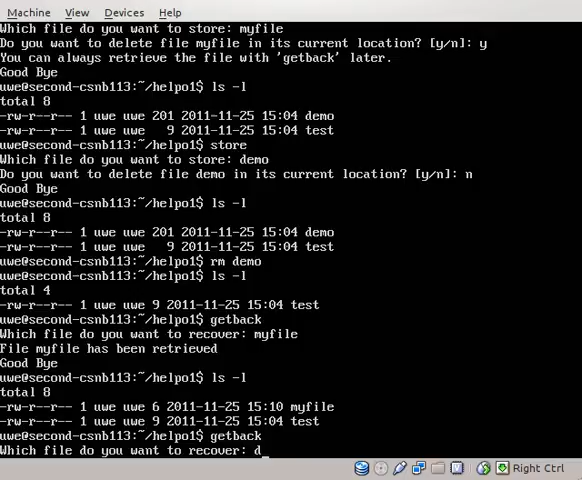 Machine View Devices Help
Which file do you want to store: myfile
Do you want to delete file myfile in its current location? [y/n]: y
You can always retrieve the file with 'getback' later.
Good Bye
uwe@second-csnb113:~/helpo1$ ls -l
total 8
-rw-r--r-- 1 uwe uwe 201 2011-11-25 15:04 demo
-rw-r--r-- 1 uwe uwe   9 2011-11-25 15:04 test
uwe@second-csnb113:~/helpo1$ store
Which file do you want to store: demo
Do you want to delete file demo in its current location? [y/n]: n
Good Bye
uwe@second-csnb113:~/helpo1$ ls -l
total 8
-rw-r--r-- 1 uwe uwe 201 2011-11-25 15:04 demo
-rw-r--r-- 1 uwe uwe   9 2011-11-25 15:04 test
uwe@second-csnb113:~/helpo1$ rm demo
uwe@second-csnb113:~/helpo1$ ls -l
total 4
-rw-r--r-- 1 uwe uwe 9 2011-11-25 15:04 test
uwe@second-csnb113:~/helpo1$ getback
Which file do you want to recover: myfile
File myfile has been retrieved
Good Bye
uwe@second-csnb113:~/helpo1$ ls -l
total 8
-rw-r--r-- 1 uwe uwe 6 2011-11-25 15:10 myfile
-rw-r--r-- 1 uwe uwe 9 2011-11-25 15:04 test
uwe@second-csnb113:~/helpo1$ getback
Which file do you want to recover: d_
Right Ctrl